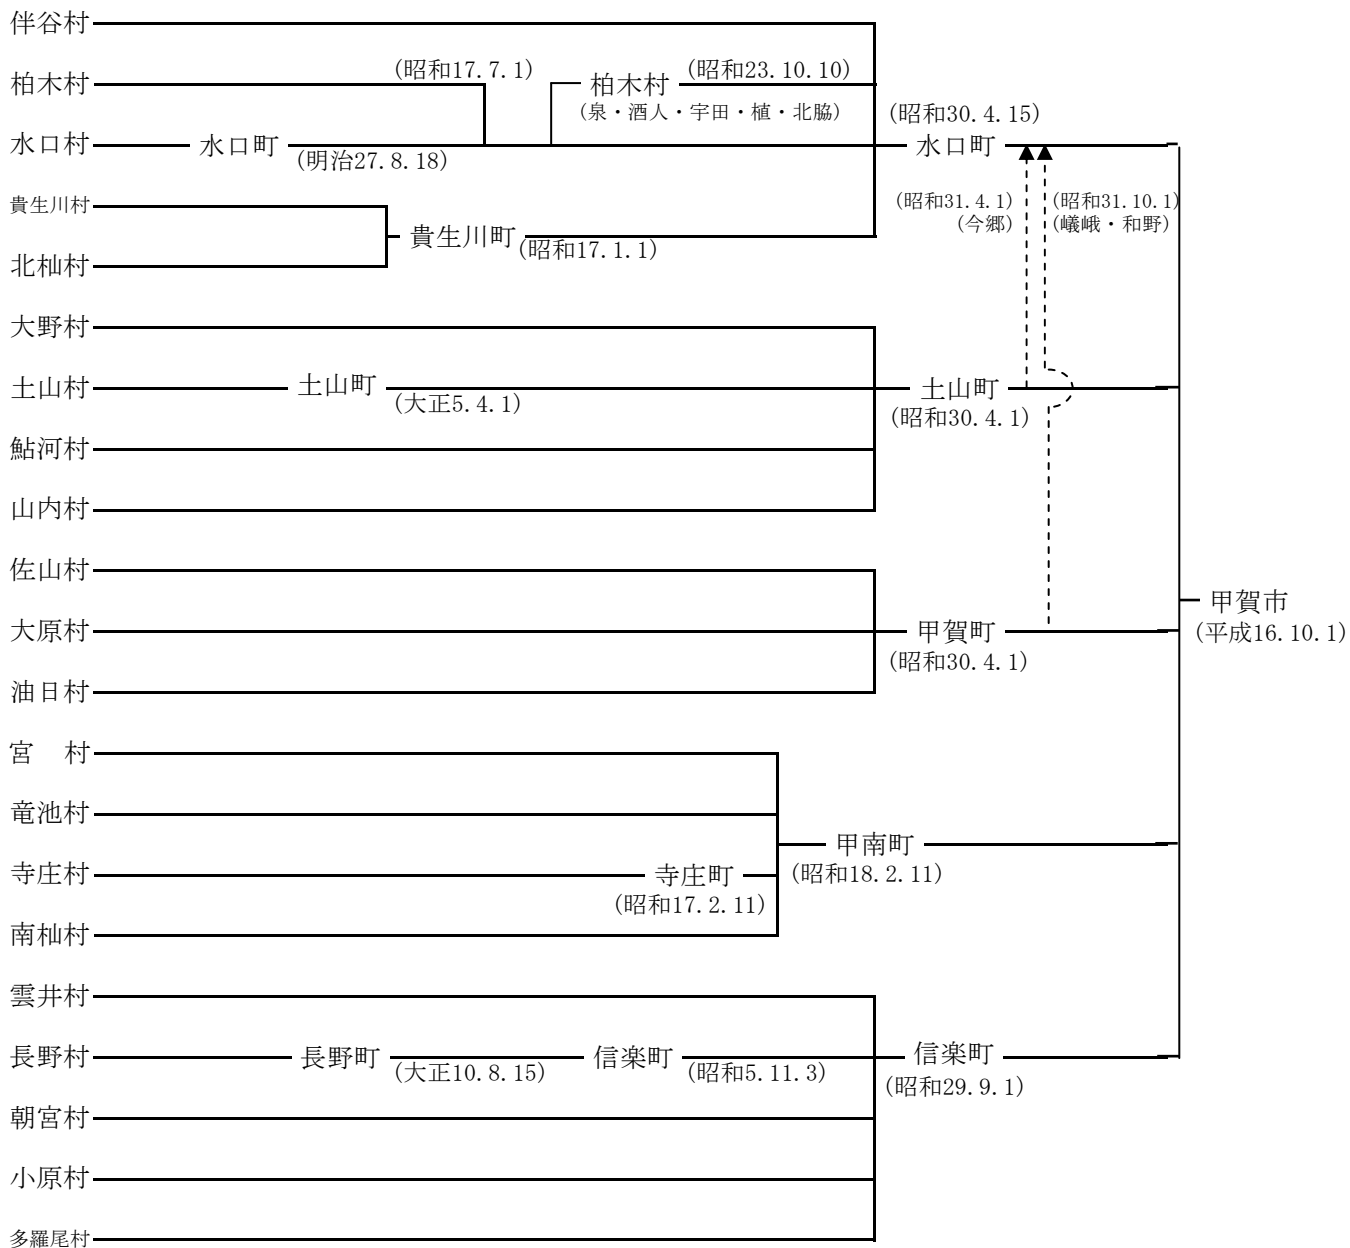 伴谷村
柏木村
(昭和17.7.1)
柏木村
(昭和23.10.10)
(泉・酒人・宇田・植・北脇)
水口村
水口町
(明治27.8.18)
(昭和30.4.15)
水口町
貴生川村
(昭和31.4.1)
(今郷)
(昭和31.10.1)
(嶬峨・和野)
貴生川町
(昭和17.1.1)
北杣村
大野村
土山村
土山町
(大正5.4.1)
土山町
(昭和30.4.1)
鮎河村
山内村
佐山村
大原村
甲賀町
(昭和30.4.1)
甲賀市
(平成16.10.1)
油日村
宮　村
竜池村
甲南町
(昭和18.2.11)
寺庄村
寺庄町
(昭和17.2.11)
南杣村
雲井村
長野村
長野町
(大正10.8.15)
信楽町
(昭和5.11.3)
信楽町
(昭和29.9.1)
朝宮村
小原村
多羅尾村